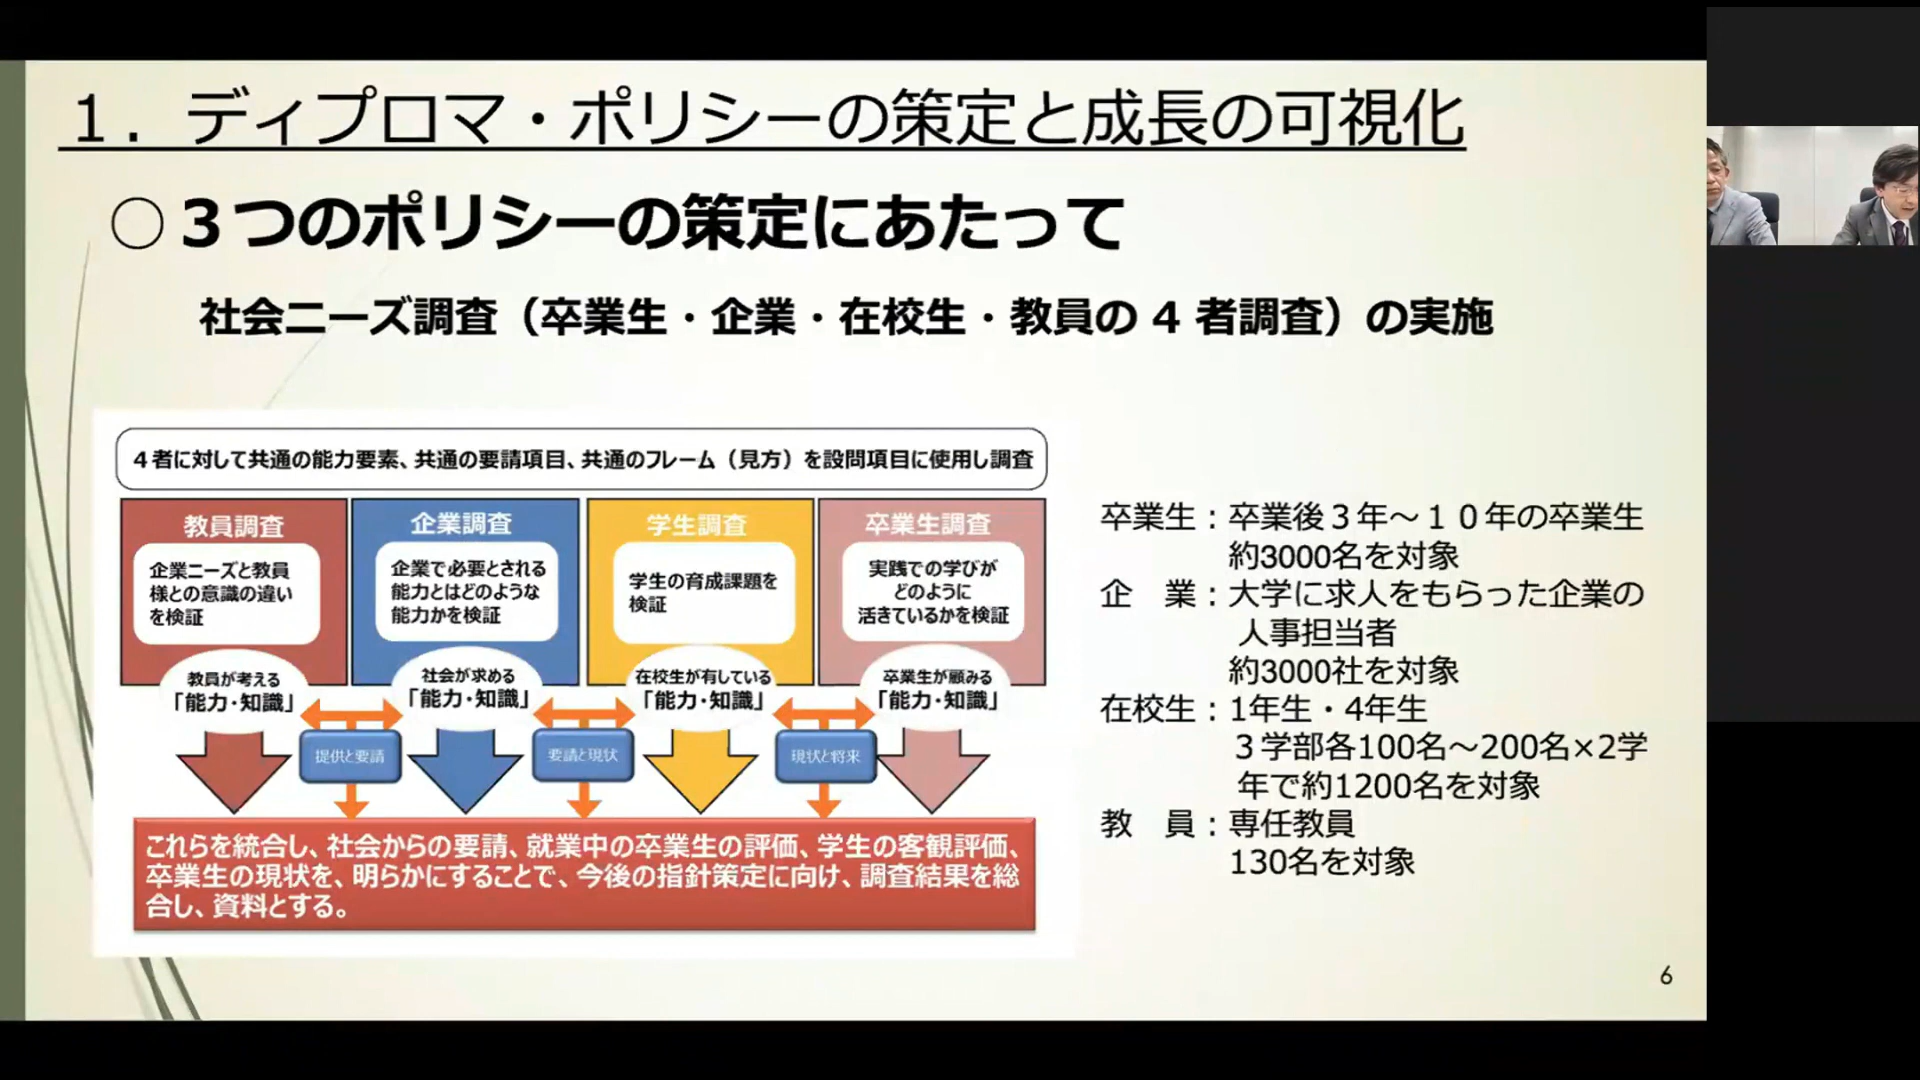 １．ディプロマ・ポリシーの策定と成長の可視化
○３つのポリシーの策定にあたって
社会ニーズ調査（卒業生・企業・在校生・教員の４者調査）の実施
４者に対して共通の能力要素、共通の要請項目、共通のフレーム（見方）を設問項目に使用し調査
教員調査
企業ニーズと教員
様との意識の違い
を検証
教員が考える
「能力・知識」
企業調査
企業で必要とされる
能力とはどのような
能力かを検証
社会が求める
「能力・知識」
学生調査
学生の育成課題を
検証
在校生が有している
「能力・知識」
卒業生調査
実践での学びが
どのように
活きているかを検証
卒業生が顧みる
「能力・知識」
提供と要請
要請と現状
現状と将来
これらを統合し、社会からの要請、就業中の卒業生の評価、学生の客観評価、
卒業生の現状を、明らかにすることで、今後の指針策定に向け、調査結果を総
合し、資料とする。
卒業生：卒業後３年～１０年の卒業生
約3000名を対象
企　業：大学に求人をもらった企業の
人事担当者
約3000社を対象
在校生：1年生・4年生
３学部各100名～200名×2学
年で約1200名を対象
教　員：専任教員
130名を対象
6